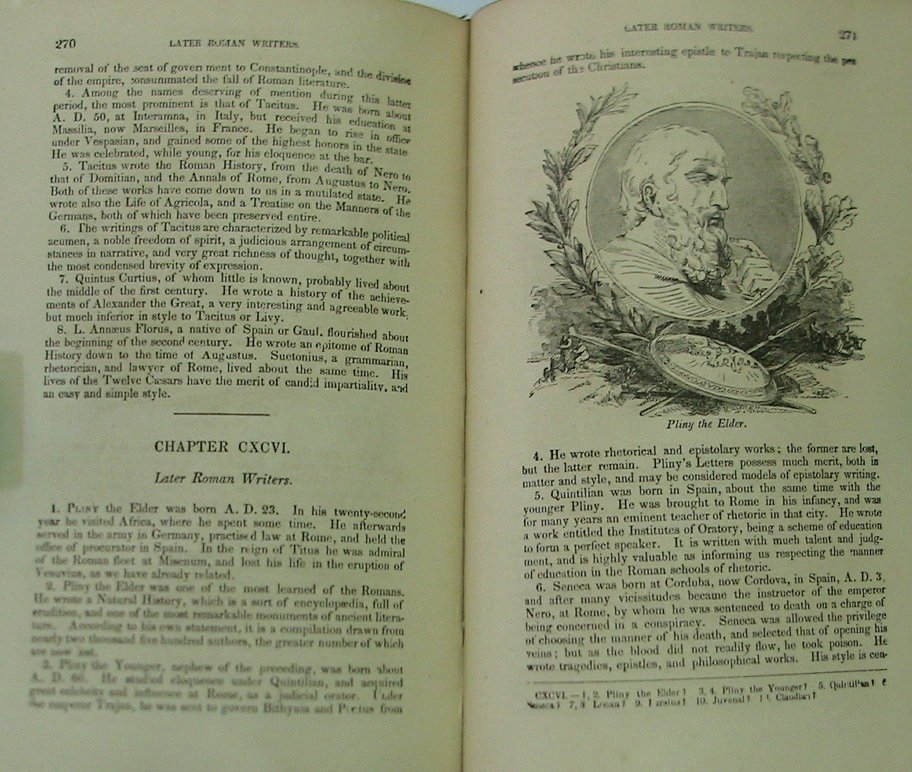 270 LATER ROMAN WRITERS.
removal of the seat of government to Constantinople, and the division
of the empire, consummated the fall of Roman literature.
4. Among the names deserving of mention during this latter
period, the most prominent is that of Tacitus. He was born about
A. D. 50, at Interamna, in Italy, but received his education at
Massilia, now Marseilles, in France. He began to rise in office
under Vespasian, and gained some of the highest honors in the state.
He was celebrated, while young, for his eloquence at the bar.
5. Tacitus wrote the Roman History, from the death of Nero to
that of Domitian, and the Annals of Rome, from Augustus to Nero.
Both of these works have come down to us in a mutilated state. He
wrote also the Life of Agricola, and a Treatise on the Manners of the
Germans, both of which have been preserved entire.
6. The writings of Tacitus are characterized by remarkable political
acumen, a noble freedom of spirit, a judicious arrangement of circum-
stances in narrative, and very great richness of thought, together with
the most condensed brevity of expression.
7. Quintus Curtius, of whom little is known, probably lived about
the middle of the first century. He wrote a history of the achieve-
ments of Alexander the Great, a very interesting and agreeable work,
but much inferior in style to Tacitus or Livy.
8. L. Annæus Florus, a native of Spain or Gaul, flourished about
the beginning of the second century. He wrote an epitome of Roman
History down to the time of Augustus. Suetonius, a grammarian,
rhetorician, and lawyer of Rome, lived about the same time. His
lives of the Twelve Cæsars have the merit of candid impartiality, and
an easy and simple style.
CHAPTER CXCVI.
Later Roman Writers.
1. PLINY the Elder was born A. D. 23. In his twenty-second
year he visited Africa, where he spent some time. He afterwards
served in the army in Germany, practised law at Rome, and held the
office of procurator in Spain. In the reign of Titus he was admiral
of the Roman fleet at Misenum, and lost his life in the eruption of
Vesuvius, as we have already related.
2. Pliny the Elder was one of the most learned of the Romans.
He wrote a Natural History, which is a sort of encyclopædia, full of
erudition, and one of the most remarkable monuments of ancient litera-
ture. According to his own statement, it is a compilation drawn from
nearly two thousand five hundred authors, the greater number of which
are now lost.
3. Pliny the Younger, nephew of the preceding, was born about
A. D. 60. He studied eloquence under Quintilian, and acquired
great celebrity and influence at Rome, as a judicial orator. Under
the emperor Trajan, he was sent to govern Bithynia and Pontus from
LATER ROMAN WRITERS. 271
whence he wrote his interesting epistle to Trajan respecting the per
secution of the Christians.
Pliny the Elder.
4. He wrote rhetorical and epistolary works; the former are lost,
but the latter remain. Pliny's Letters possess much merit, both in
matter and style, and may be considered models of epistolary writing.
5. Quintilian was born in Spain, about the same time with the
younger Pliny. He was brought to Rome in his infancy, and was
for many years an eminent teacher of rhetoric in that city. He wrote
a work entitled the Institutes of Oratory, being a scheme of education
to form a perfect speaker. It is written with much talent and judg-
ment, and is highly valuable as informing us respecting the manner
of education in the Roman schools of rhetoric.
6. Seneca was born at Corduba, now Cordova, in Spain, A. D. 3,
and after many vicissitudes became the instructor of the emperor
Nero, at Rome, by whom he was sentenced to death on a charge of
being concerned in a conspiracy. Seneca was allowed the privilege
of choosing the manner of his death, and selected that of opening his
veins; but as the blood did not readily flow, he took poison. He
wrote tragedies, epistles, and philosophical works. His style is cen-
CXCVI.—1, 2. Pliny the Elder? 3, 4. Pliny the Younger? 5. Quintilian?
Seneca? 7, 8 Lucan? 9. Persius? 10. Juvenal? Claudian?